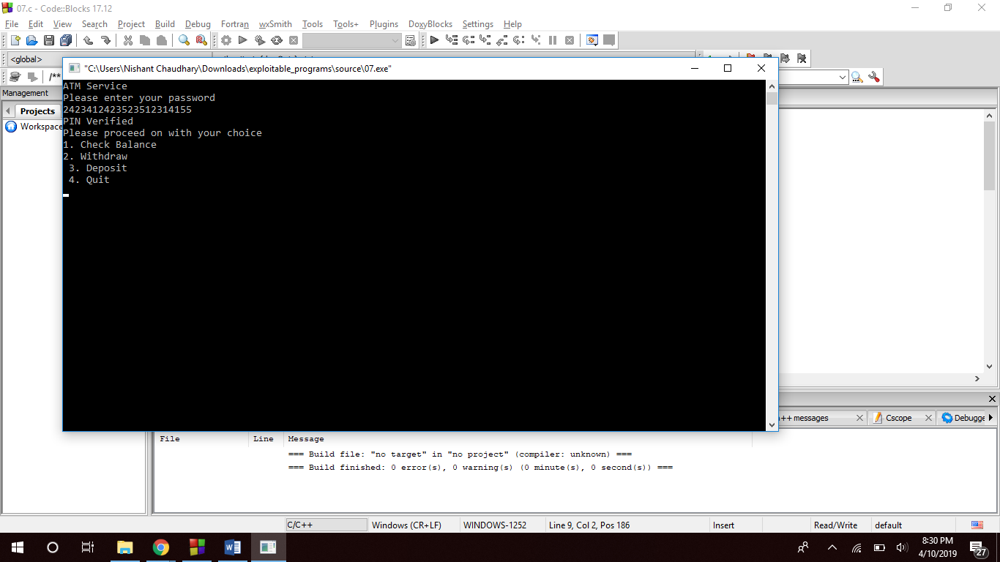 07.c - Code::Blocks 17.12
File Edit View Search Project Build Debug Fortran wxSmith Tools Tools+ Plugins DoxyBlocks Settings Help
<global>
/**
Management
Projects
Workspace
"C:\Users\Nishant Chaudhary\Downloads\exploitable_programs\source\07.exe"
ATM Service
Please enter your password
2423412423523512314155
PIN Verified
Please proceed on with your choice
1. Check Balance
2. Withdraw
3. Deposit
4. Quit
++ messages Cscope Debugge
File Line Message
=== Build file: "no target" in "no project" (compiler: unknown) ===
=== Build finished: 0 error(s), 0 warning(s) (0 minute(s), 0 second(s)) ===
C/C++ Windows (CR+LF) WINDOWS-1252 Line 9, Col 2, Pos 186 Insert Read/Write default
8:30 PM
4/10/2019
27